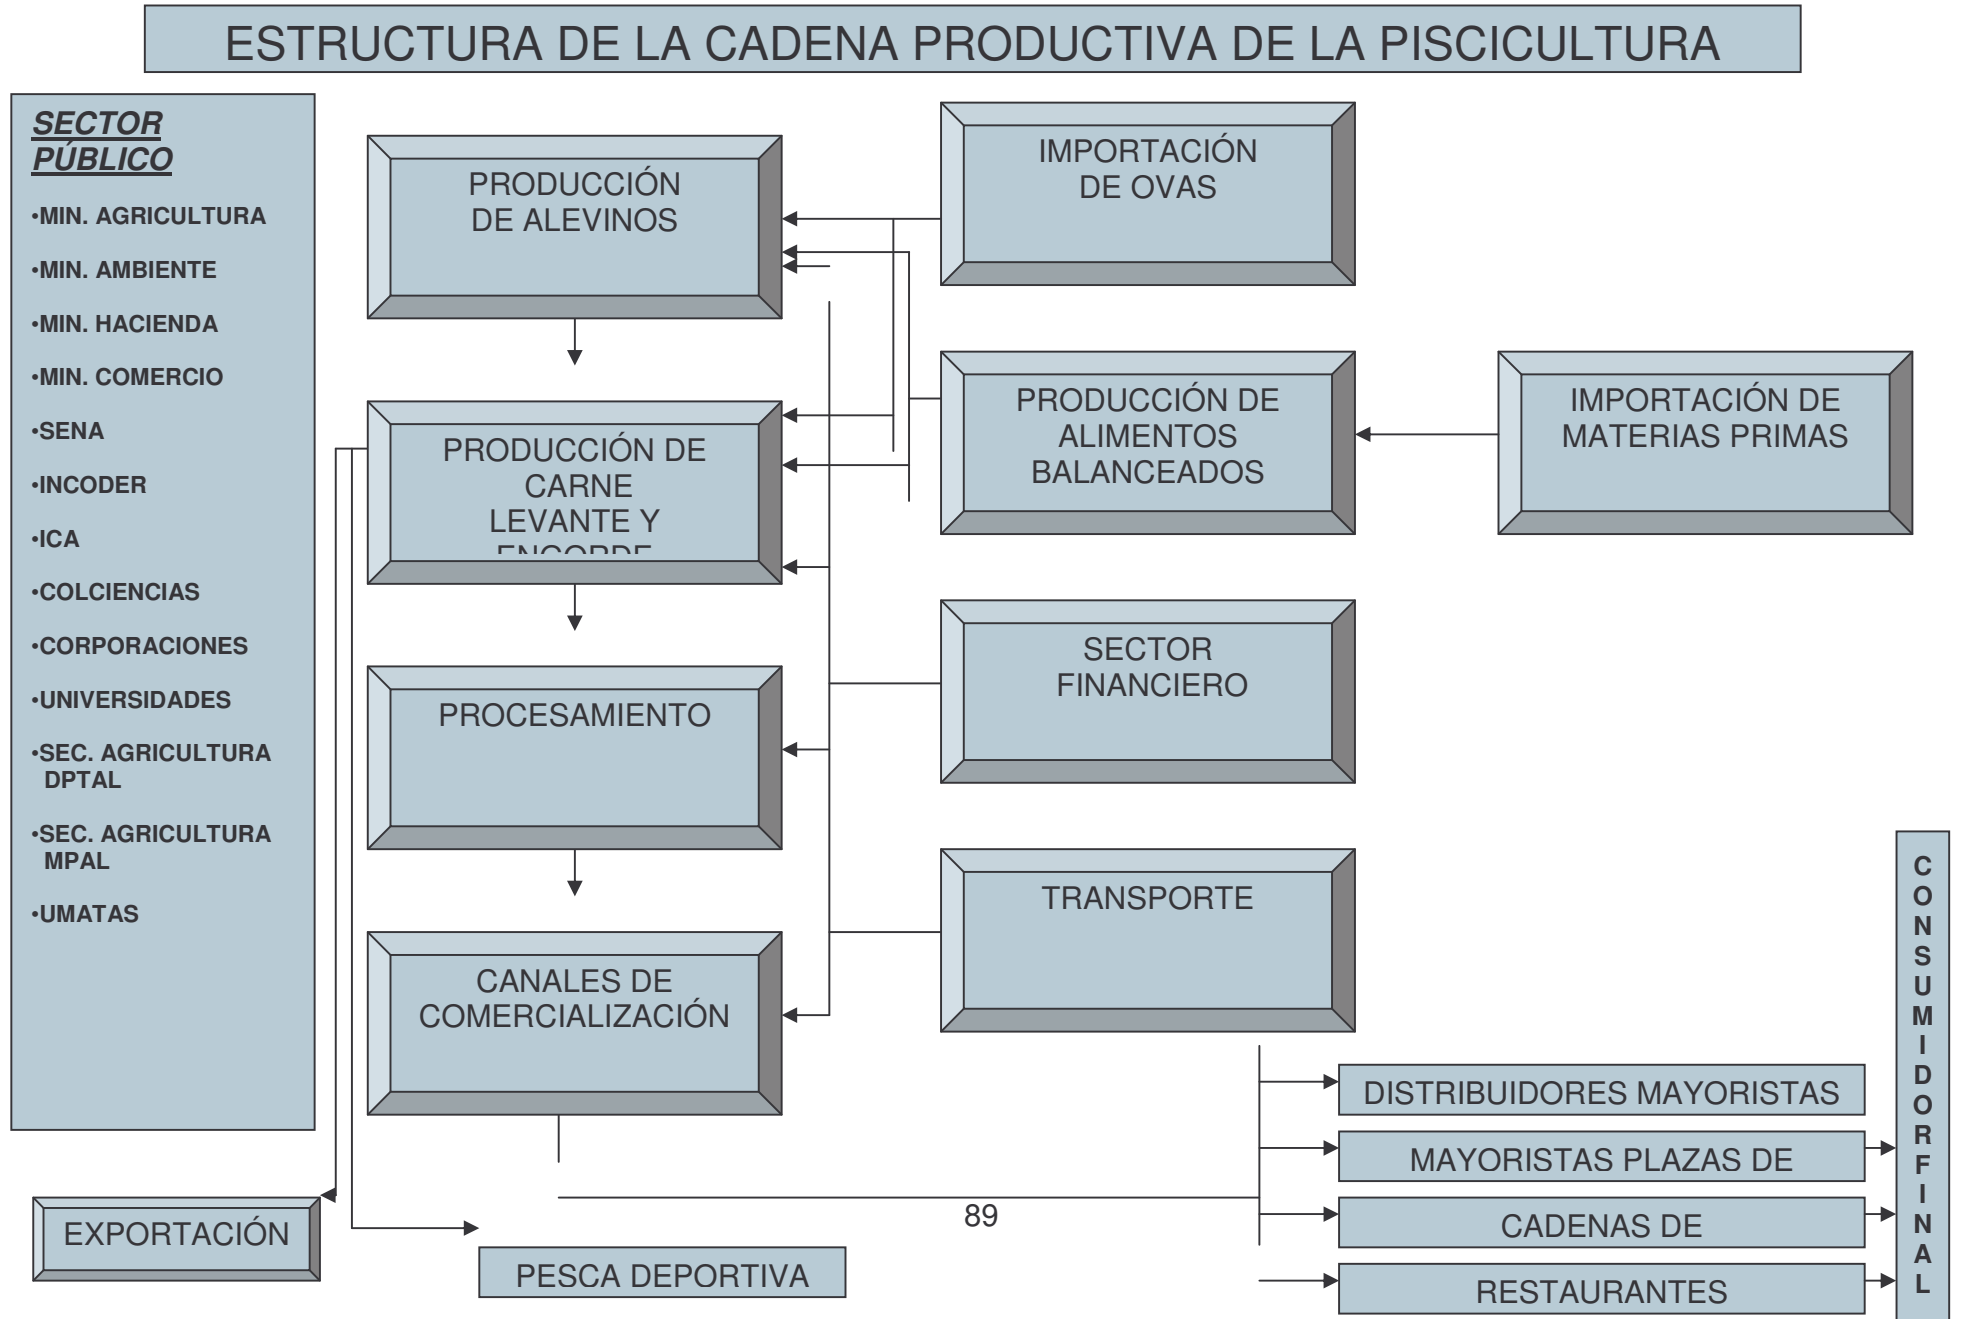 ESTRUCTURA DE LA CADENA PRODUCTIVA DE LA PISCICULTURA
SECTOR
PÚBLICO
•MIN. AGRICULTURA
•MIN. AMBIENTE
•MIN. HACIENDA
•MIN. COMERCIO
•SENA
•INCODER
•ICA
•COLCIENCIAS
•CORPORACIONES
•UNIVERSIDADES
•SEC. AGRICULTURA
DPTAL
•SEC. AGRICULTURA
MPAL
•UMATAS
PRODUCCIÓN
DE ALEVINOS
PRODUCCIÓN DE
CARNE
LEVANTE Y
ENGORDE
PROCESAMIENTO
CANALES DE
COMERCIALIZACIÓN
IMPORTACIÓN
DE OVAS
PRODUCCIÓN DE
ALIMENTOS
BALANCEADOS
SECTOR
FINANCIERO
TRANSPORTE
IMPORTACIÓN DE
MATERIAS PRIMAS
EXPORTACIÓN
PESCA DEPORTIVA
89
DISTRIBUIDORES MAYORISTAS
MAYORISTAS PLAZAS DE
CADENAS DE
RESTAURANTES
C
O
N
S
U
M
I
D
O
R
F
I
N
A
L